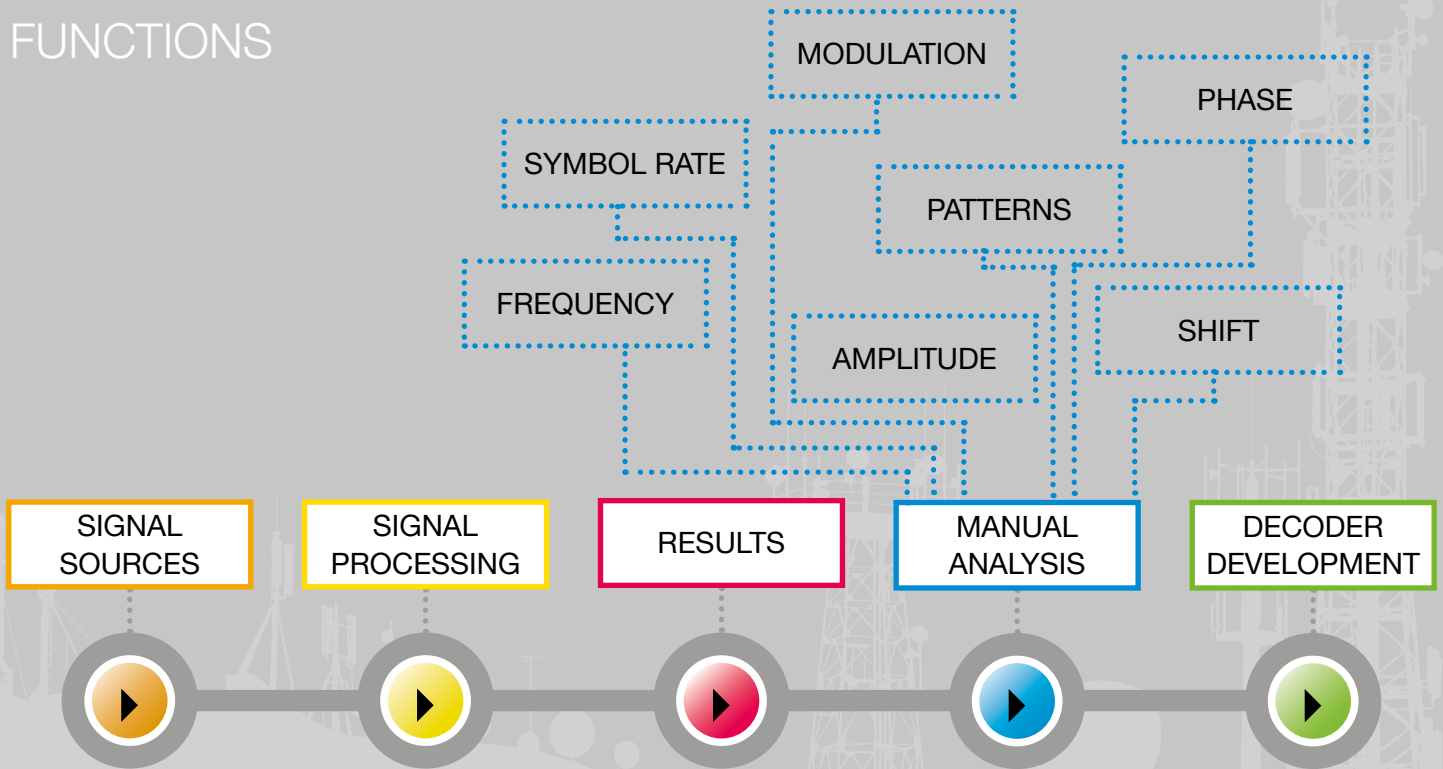 FUNCTIONS
MODULATION
PHASE
SYMBOL RATE
PATTERNS
FREQUENCY
SHIFT
AMPLITUDE
SIGNAL
SOURCES
SIGNAL
PROCESSING
RESULTS
MANUAL
ANALYSIS
DECODER
DEVELOPMENT